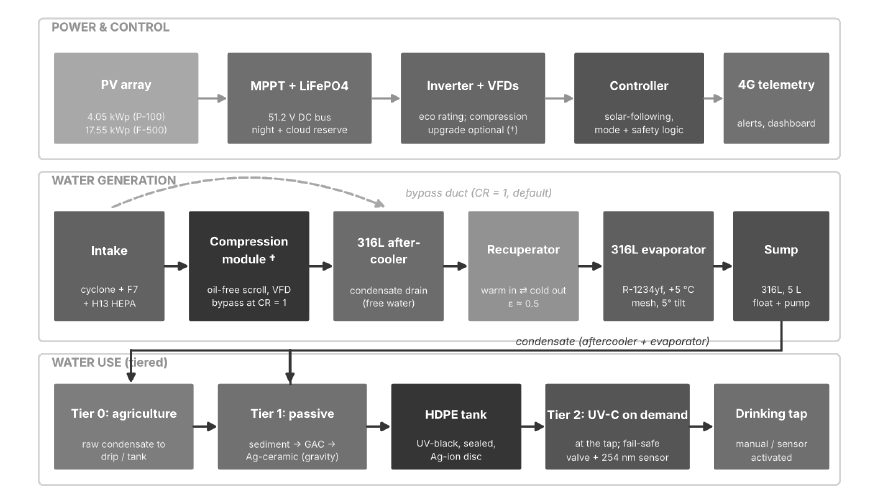 POWER & CONTROL
PV array
4.05 kWp (P-100)
17.55 kWp (F-500)
MPPT + LiFePO4
51.2 V DC bus
night + cloud reserve
Inverter + VFDs
eco rating; compression
upgrade optional (†)
Controller
solar-following,
mode + safety logic
4G telemetry
alerts, dashboard
WATER GENERATION
bypass duct (CR = 1, default)
Intake
cyclone + F7
+ H13 HEPA
Compression
module †
oil-free scroll, VFD
bypass at CR = 1
316L after-
cooler
condensate drain
(free water)
Recuperator
warm in ⇄ cold out
ε ≈ 0.5
316L evaporator
R-1234yf, +5 °C
mesh, 5° tilt
Sump
316L, 5 L
float + pump
condensate (aftercooler + evaporator)
WATER USE (tiered)
Tier 0: agriculture
raw condensate to
drip / tank
Tier 1: passive
sediment → GAC →
Ag-ceramic (gravity)
HDPE tank
UV-black, sealed,
Ag-ion disc
Tier 2: UV-C on demand
at the tap; fail-safe
valve + 254 nm sensor
Drinking tap
manual / sensor
activated